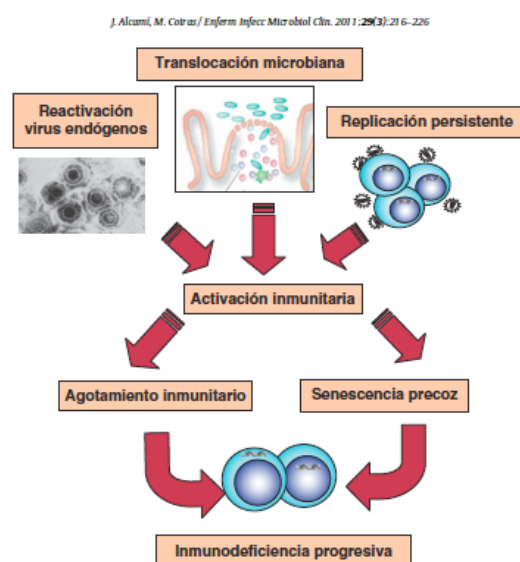 J. Alcamí, M. Coiras / Enferm Infecc Microbiol Clin. 2011;29(3):216–226
Translocación microbiana
Reactivación
virus endógenos
Replicación persistente
Activación inmunitaria
Agotamiento inmunitario
Senescencia precoz
Inmunodeficiencia progresiva